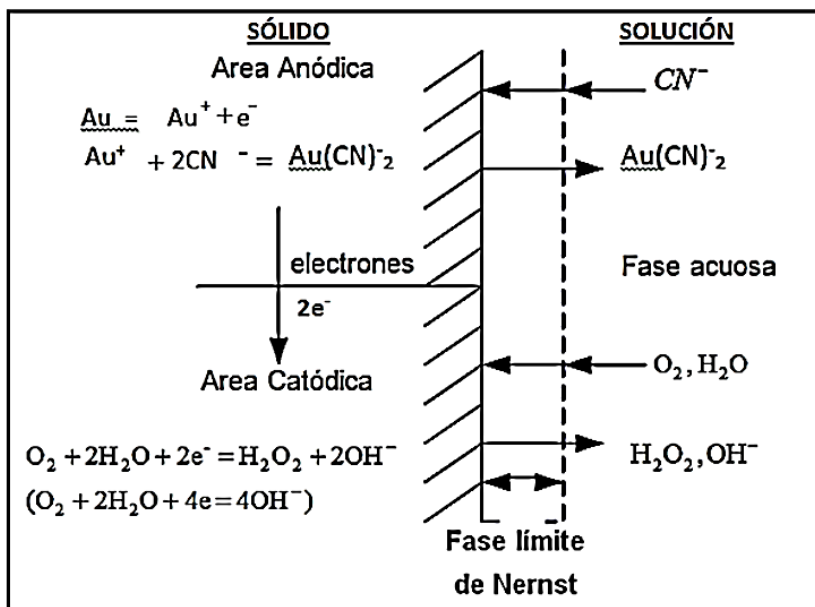 SÓLIDO
SOLUCIÓN
Area Anódica
Au = Au⁺ + e⁻
Au⁺ + 2CN ⁻ = Au(CN)⁻₂
CN⁻
Au(CN)⁻₂
electrones
2e⁻
Fase acuosa
Area Catódica
O₂, H₂O
O₂ + 2H₂O + 2e⁻ = H₂O₂ + 2OH⁻
(O₂ + 2H₂O + 4e = 4OH⁻)
H₂O₂, OH⁻
Fase límite
de Nernst